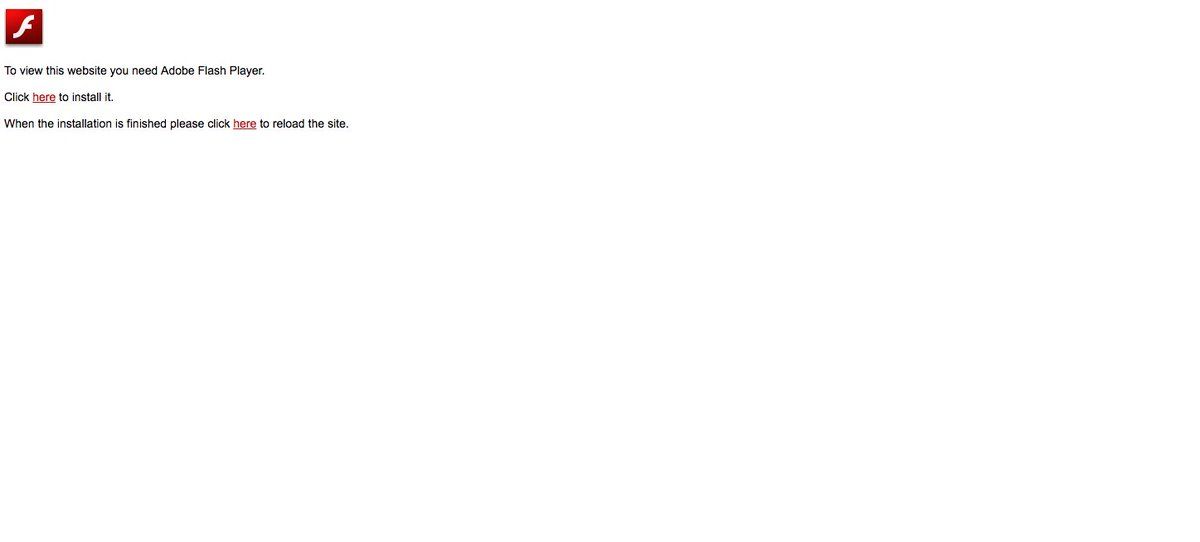 To view this website you need Adobe Flash Player.
Click here to install it.
When the installation is finished please click here to reload the site.